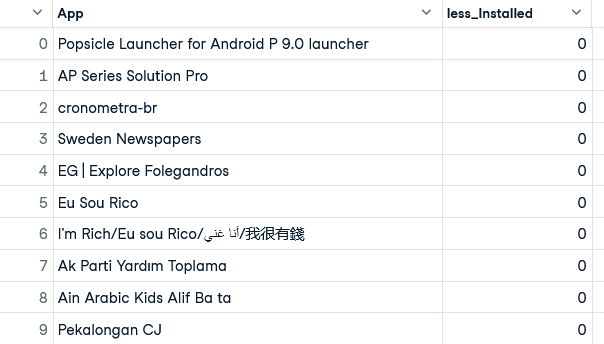 App less_Installed
0 Popsicle Launcher for Android P 9.0 launcher 0
1 AP Series Solution Pro 0
2 cronometra-br 0
3 Sweden Newspapers 0
4 EG | Explore Folegandros 0
5 Eu Sou Rico 0
6 I'm Rich/Eu sou Rico/أنا غني/我很有錢 0
7 Ak Parti Yardım Toplama 0
8 Ain Arabic Kids Alif Ba ta 0
9 Pekalongan CJ 0